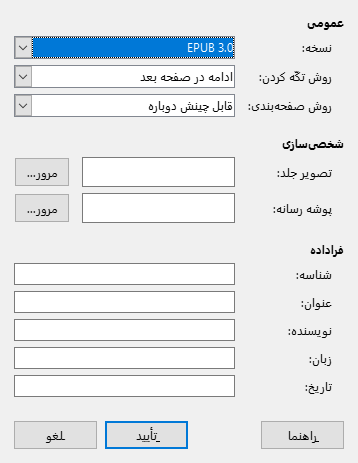 عمومی
نسخه: EPUB 3.0
روش تکّه کردن: ادامه در صفحه بعد
روش صفحه‌بندی: قابل چینش دوباره
شخصی‌سازی
تصویر جلد: مرور...
پوشه رسانه: مرور...
فراداده
شناسه:
عنوان:
نویسنده:
زبان:
تاریخ:
راهنما تأیید لغو